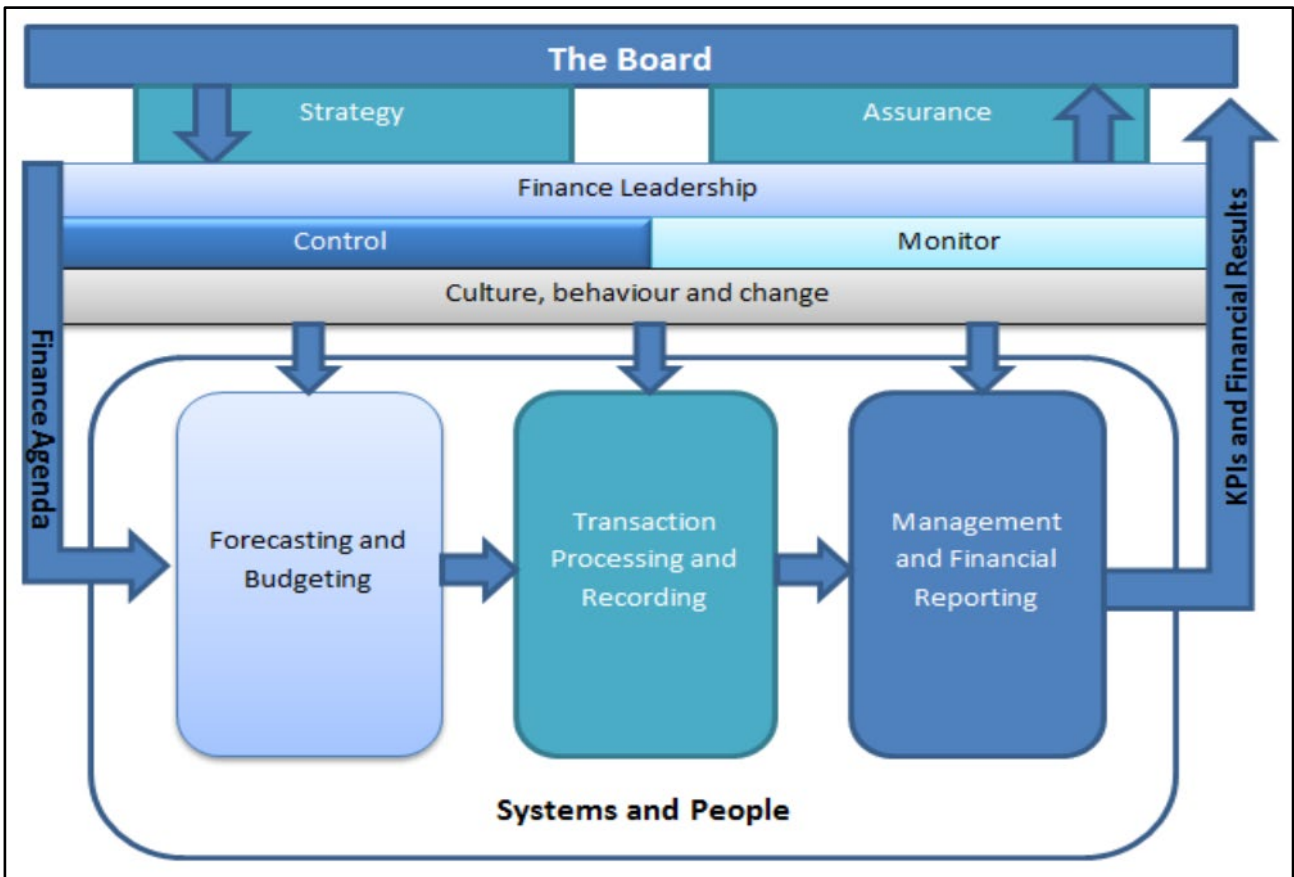 The Board
Strategy
Assurance
Finance Leadership
Control
Monitor
Culture, behaviour and change
Finance Agenda
KPIs and Financial Results
Forecasting and
Budgeting
Transaction
Processing and
Recording
Management
and Financial
Reporting
Systems and People